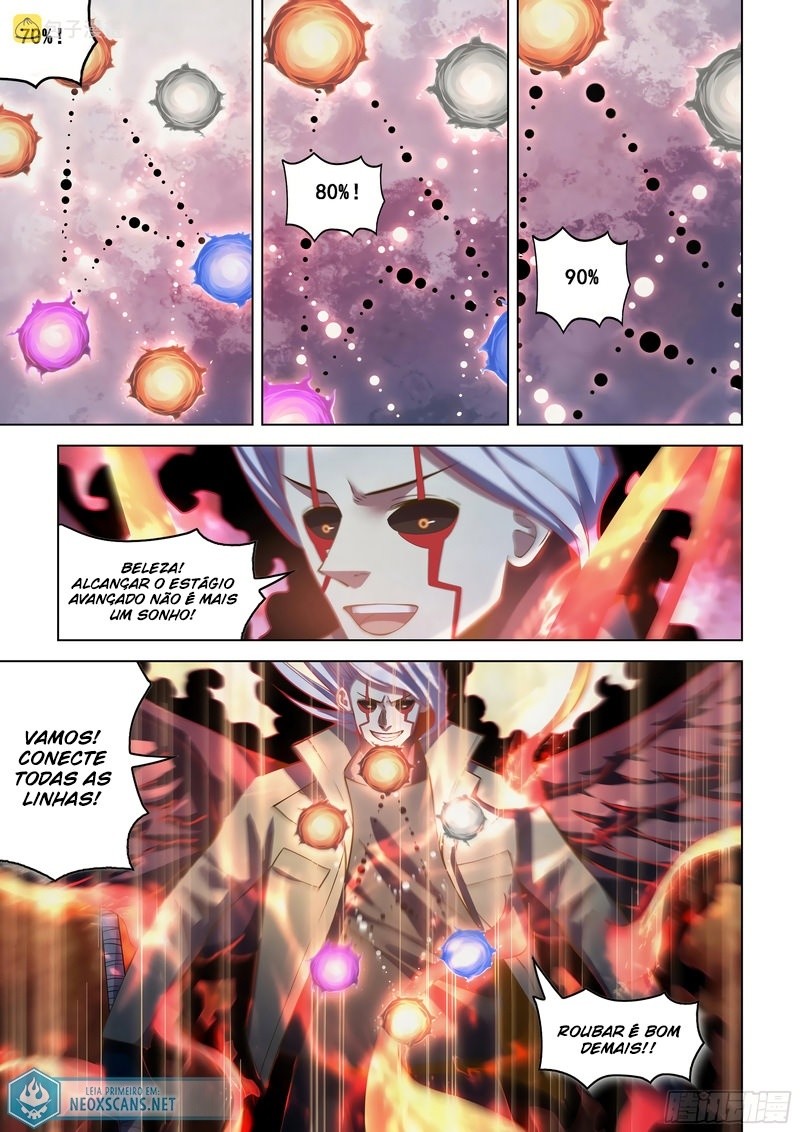 70%!
80%!
90%
BELEZA!
ALCANÇAR O ESTÁGIO
AVANÇADO NÃO É MAIS
UM SONHO!
VAMOS!
CONECTE
TODAS AS
LINHAS!
ROUBAR É BOM
DEMAIS!!
LEIA PRIMEIRO EM:
NEOXSCANS.NET
腾讯动漫